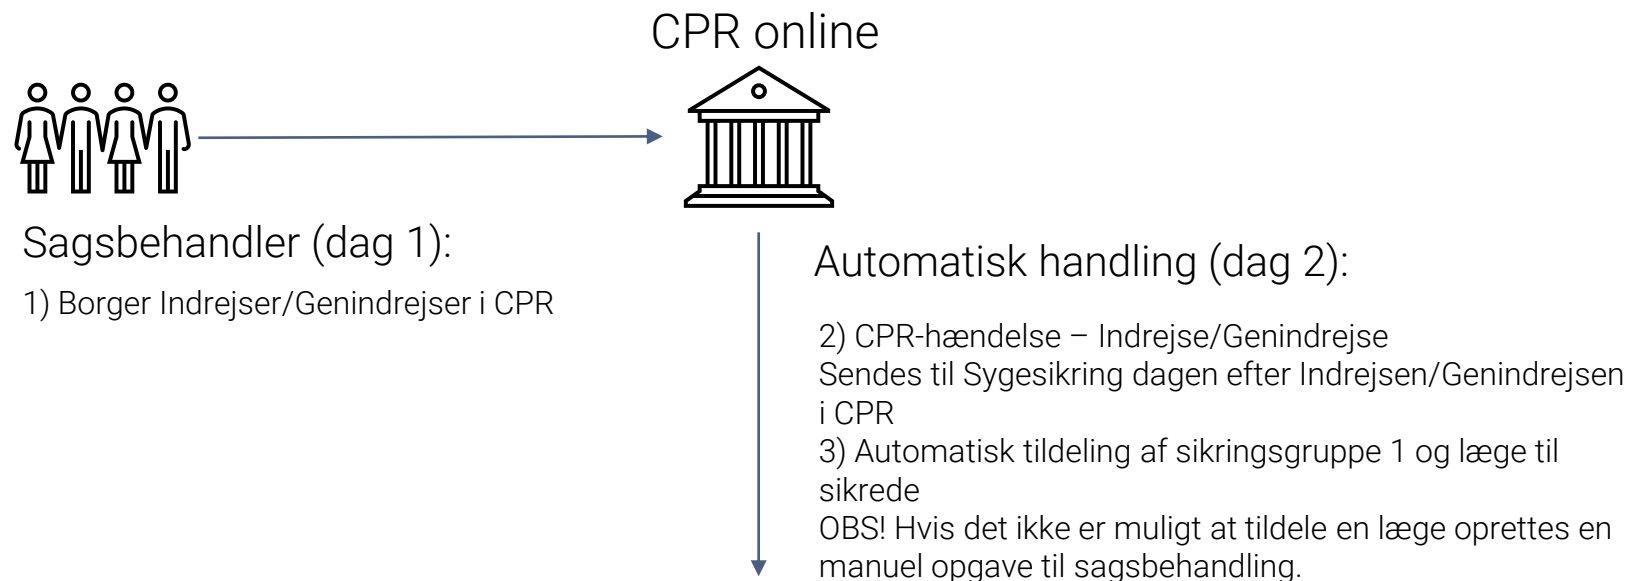 CPR online
Sagsbehandler (dag 1):
1) Borger Indrejser/Genindrejser i CPR
Automatisk handling (dag 2):
2) CPR-hændelse – Indrejse/Genindrejse
Sendes til Sygesikring dagen efter Indrejsen/Genindrejsen
i CPR
3) Automatisk tildeling af sikringsgruppe 1 og læge til
sikrede
OBS! Hvis det ikke er muligt at tildele en læge oprettes en
manuel opgave til sagsbehandling.